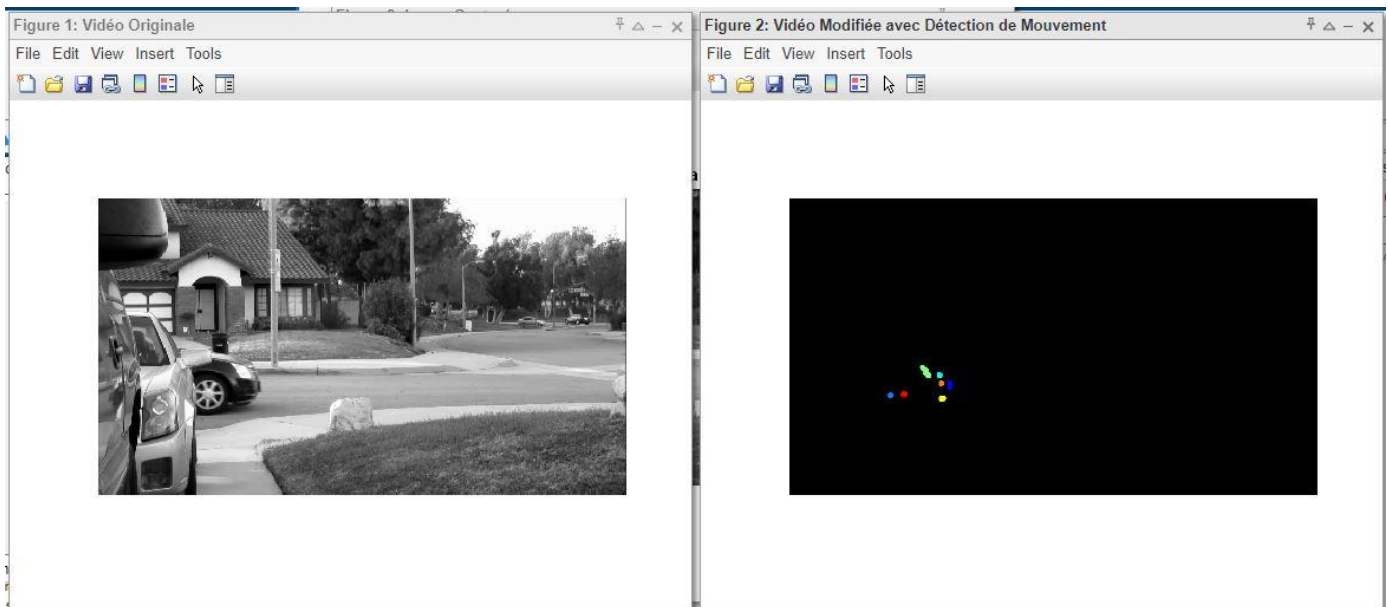 Figure 1: Vidéo Originale
File Edit View Insert Tools
Figure 2: Vidéo Modifiée avec Détection de Mouvement
File Edit View Insert Tools